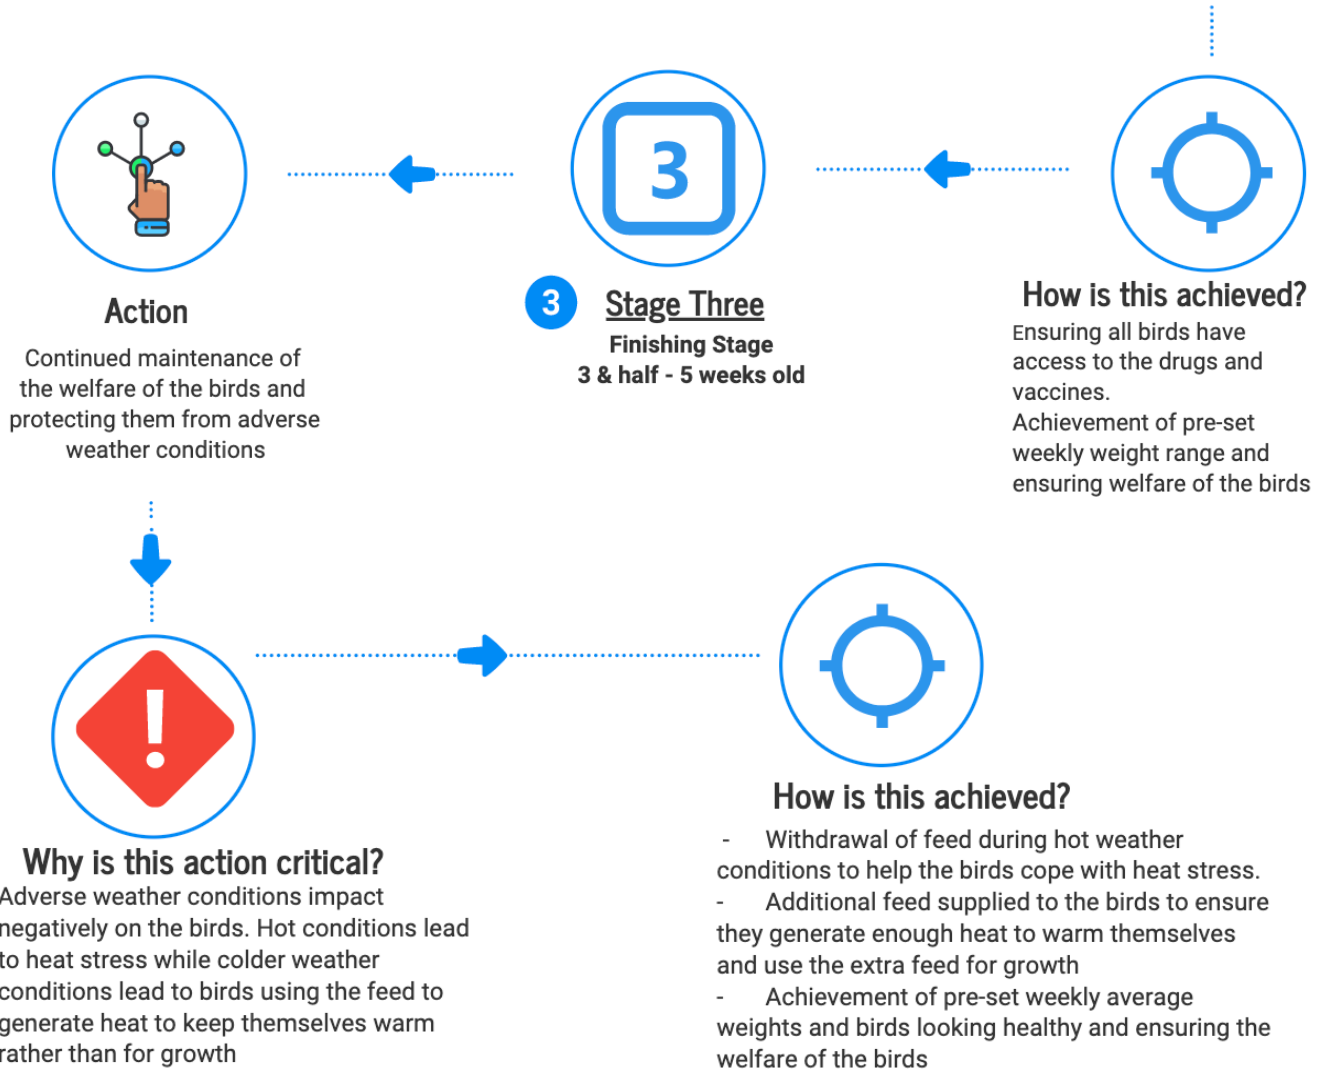 How is this achieved?
Ensuring all birds have
access to the drugs and
vaccines.
Achievement of pre-set
weekly weight range and
ensuring welfare of the birds
3
3
Stage Three
Finishing Stage
3 & half - 5 weeks old
Action
Continued maintenance of
the welfare of the birds and
protecting them from adverse
weather conditions
!
Why is this action critical?
Adverse weather conditions impact
negatively on the birds. Hot conditions lead
to heat stress while colder weather
conditions lead to birds using the feed to
generate heat to keep themselves warm
rather than for growth
How is this achieved?
- Withdrawal of feed during hot weather
conditions to help the birds cope with heat stress.
- Additional feed supplied to the birds to ensure
they generate enough heat to warm themselves
and use the extra feed for growth
- Achievement of pre-set weekly average
weights and birds looking healthy and ensuring the
welfare of the birds